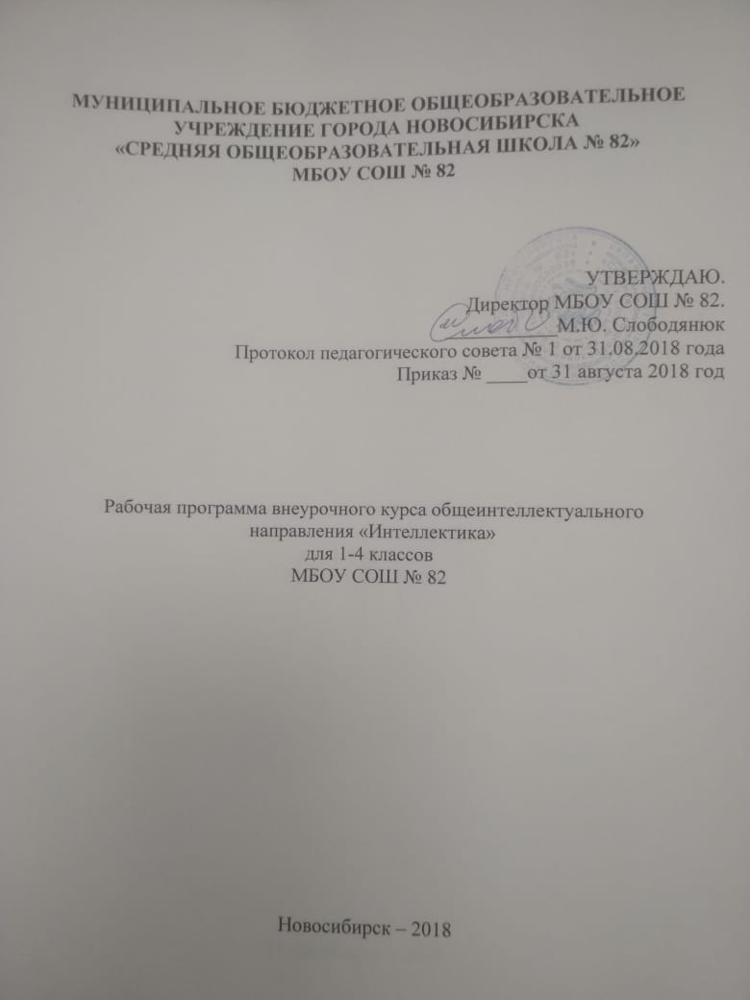 МУНИЦИПАЛЬНОЕ БЮДЖЕТНОЕ ОБЩЕОБРАЗОВАТЕЛЬНОЕ
УЧРЕЖДЕНИЕ ГОРОДА НОВОСИБИРСКА
«СРЕДНЯЯ ОБЩЕОБРАЗОВАТЕЛЬНАЯ ШКОЛА № 82»
МБОУ СОШ № 82
УТВЕРЖДАЮ.
Директор МБОУ СОШ № 82.
__________М.Ю. Слободянюк
Протокол педагогического совета № 1 от 31.08.2018 года
Приказ № ____от 31 августа 2018 год
Рабочая программа внеурочного курса общеинтеллектуального
направления «Интеллектика»
для 1-4 классов
МБОУ СОШ № 82
Новосибирск – 2018